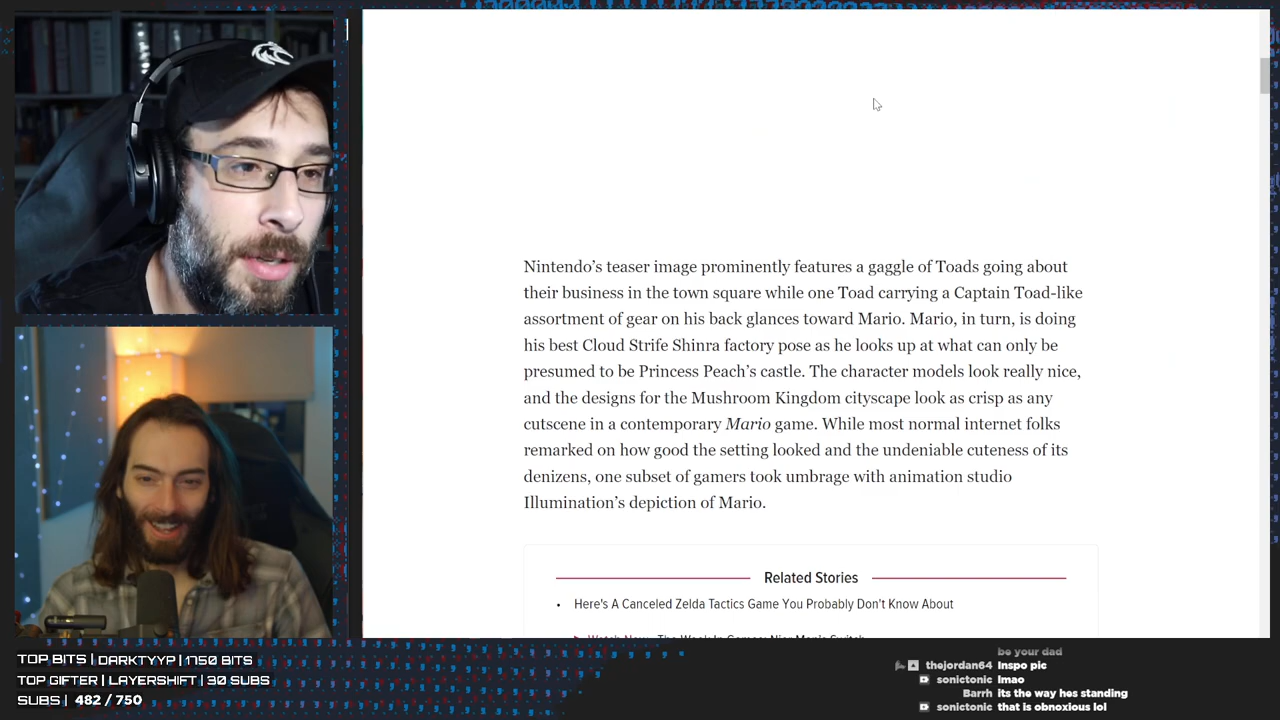 Nintendo’s teaser image prominently features a gaggle of Toads going about
their business in the town square while one Toad carrying a Captain Toad-like
assortment of gear on his back glances toward Mario. Mario, in turn, is doing
his best Cloud Strife Shinra factory pose as he looks up at what can only be
presumed to be Princess Peach’s castle. The character models look really nice,
and the designs for the Mushroom Kingdom cityscape look as crisp as any
cutscene in a contemporary Mario game. While most normal internet folks
remarked on how good the setting looked and the undeniable cuteness of its
denizens, one subset of gamers took umbrage with animation studio
Illumination’s depiction of Mario.
Related Stories
• Here's A Canceled Zelda Tactics Game You Probably Don't Know About
Watch Now
TOP BITS | DARKTYYP | 1750 BITS
TOP GIFTER | LAYERSHIFT | 30 SUBS
SUBS | 482 / 750
be your dad
thejordan64 Inspo pic
sonictonic lmao
Barrh its the way hes standing
sonictonic that is obnoxious lol